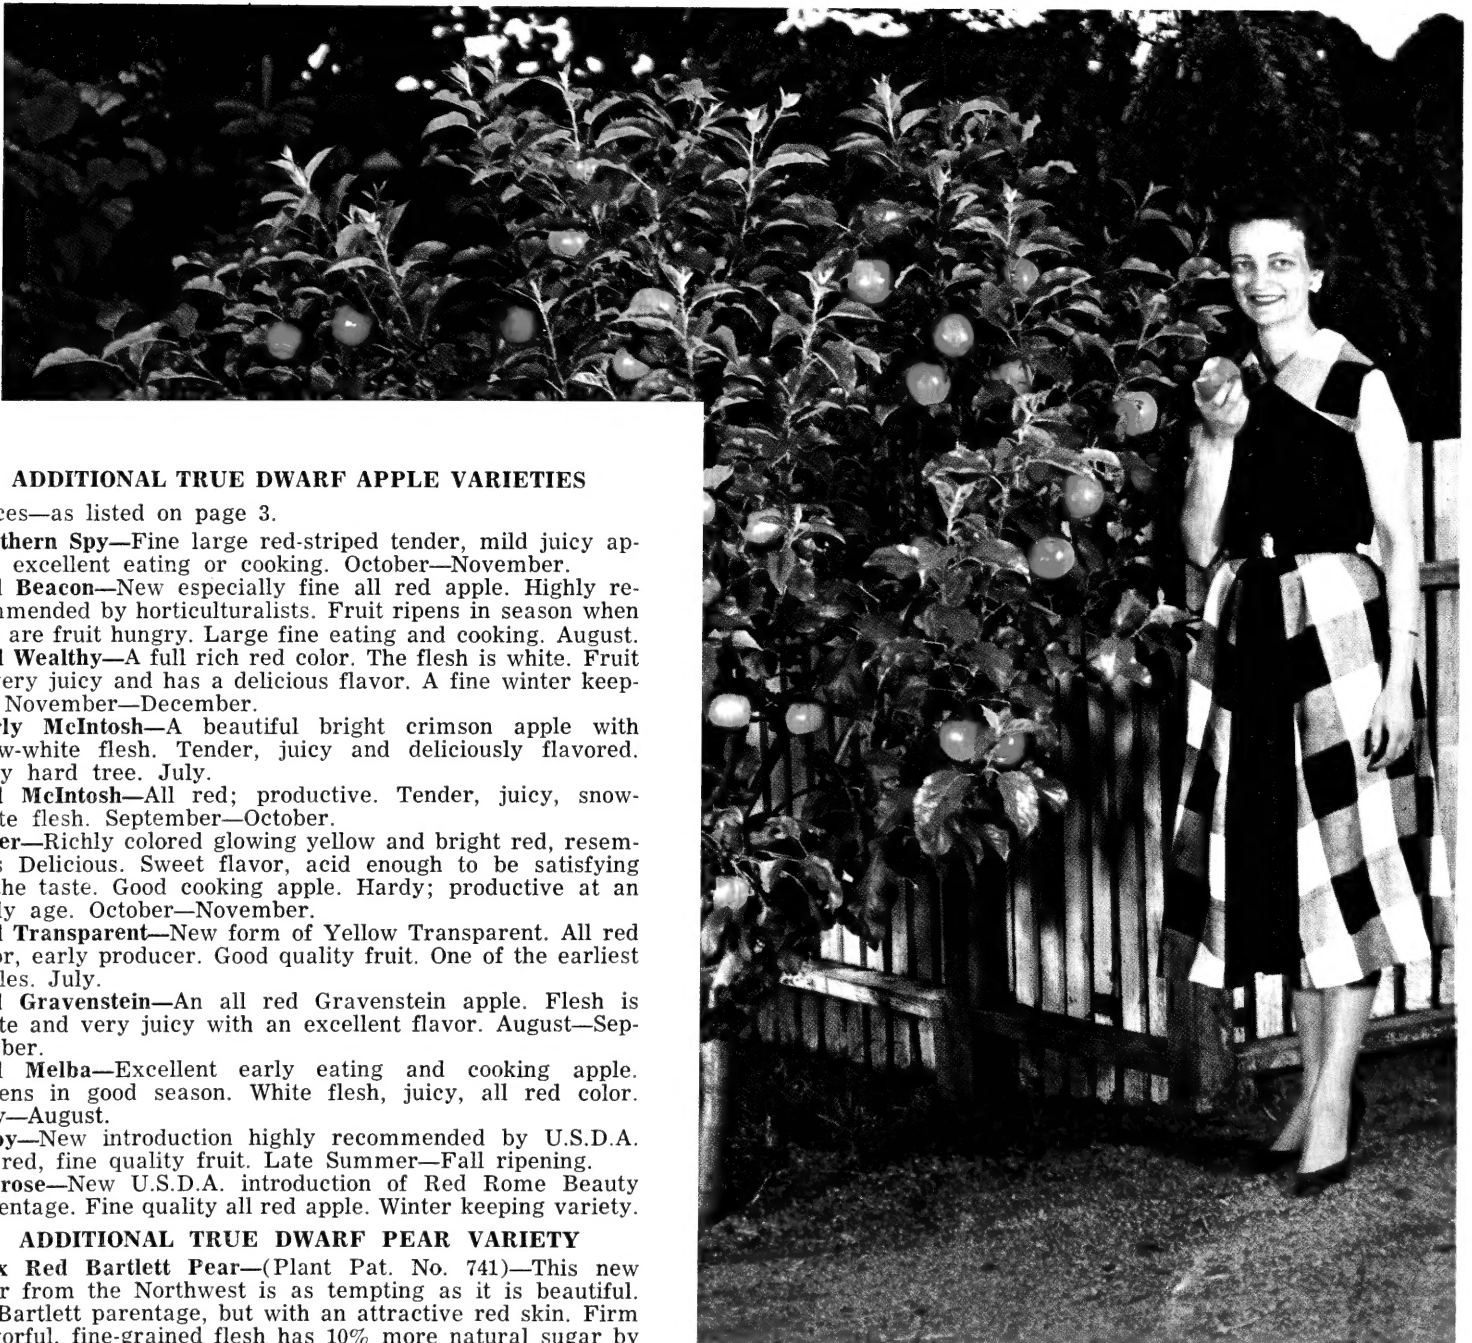 ADDITIONAL TRUE DWARF APPLE VARIETIES
ces—as listed on page 3.
thern Spy—Fine large red-striped tender, mild juicy ap-
excellent eating or cooking. October—November.
l Beacon—New especially fine all red apple. Highly re-
mmended by horticulturalists. Fruit ripens in season when
are fruit hungry. Large fine eating and cooking. August.
l Wealthy—A full rich red color. The flesh is white. Fruit
ery juicy and has a delicious flavor. A fine winter keep-
November—December.
rly McIntosh—A beautiful bright crimson apple with
w-white flesh. Tender, juicy and deliciously flavored.
y hard tree. July.
l McIntosh—All red; productive. Tender, juicy, snow-
te flesh. September—October.
er—Richly colored glowing yellow and bright red, resem-
s Delicious. Sweet flavor, acid enough to be satisfying
the taste. Good cooking apple. Hardy; productive at an
ly age. October—November.
l Transparent—New form of Yellow Transparent. All red
or, early producer. Good quality fruit. One of the earliest
les. July.
l Gravenstein—An all red Gravenstein apple. Flesh is
te and very juicy with an excellent flavor. August—Sep-
ber.
l Melba—Excellent early eating and cooking apple.
ens in good season. White flesh, juicy, all red color.
y—August.
by—New introduction highly recommended by U.S.D.A.
red, fine quality fruit. Late Summer—Fall ripening.
rose—New U.S.D.A. introduction of Red Rome Beauty
entage. Fine quality all red apple. Winter keeping variety.
ADDITIONAL TRUE DWARF PEAR VARIETY
x Red Bartlett Pear—(Plant Pat. No. 741)—This new
r from the Northwest is as tempting as it is beautiful.
Bartlett parentage, but with an attractive red skin. Firm
orful, fine-grained flesh has 10% more natural sugar by